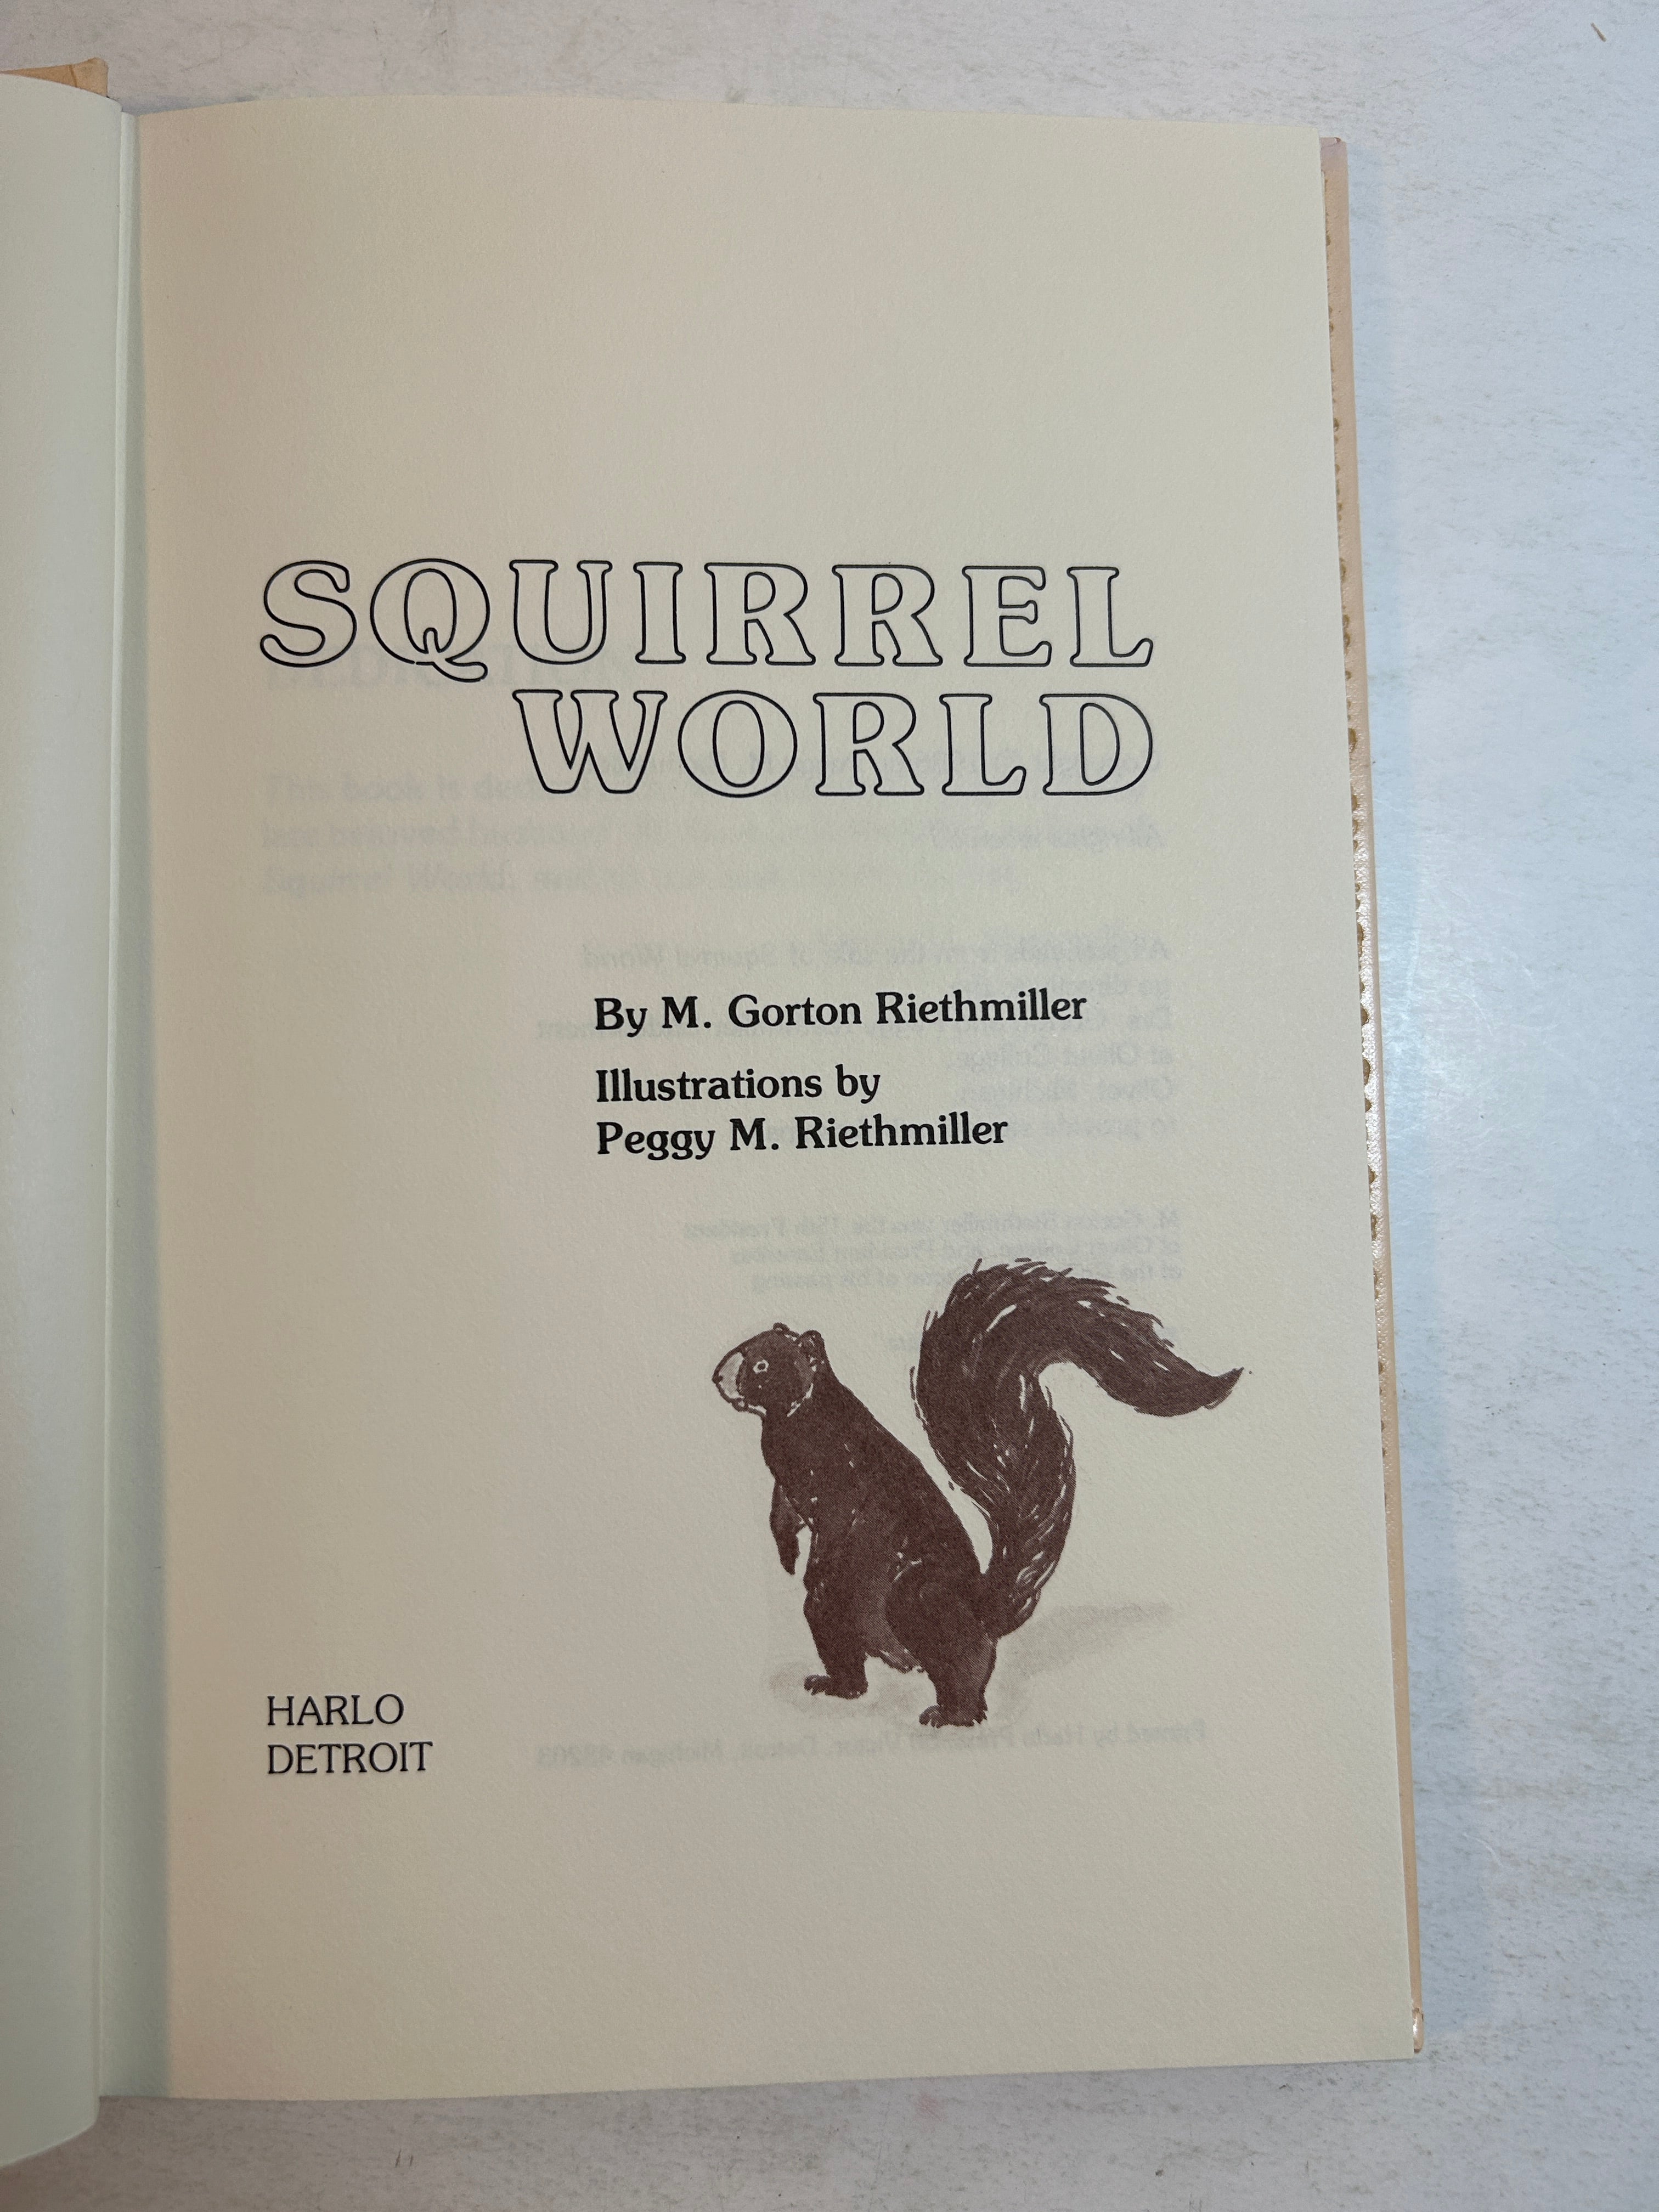 SQUIRREL
WORLD
By M. Gorton Riethmiller
Illustrations by
Peggy M. Riethmiller
HARLO
DETROIT